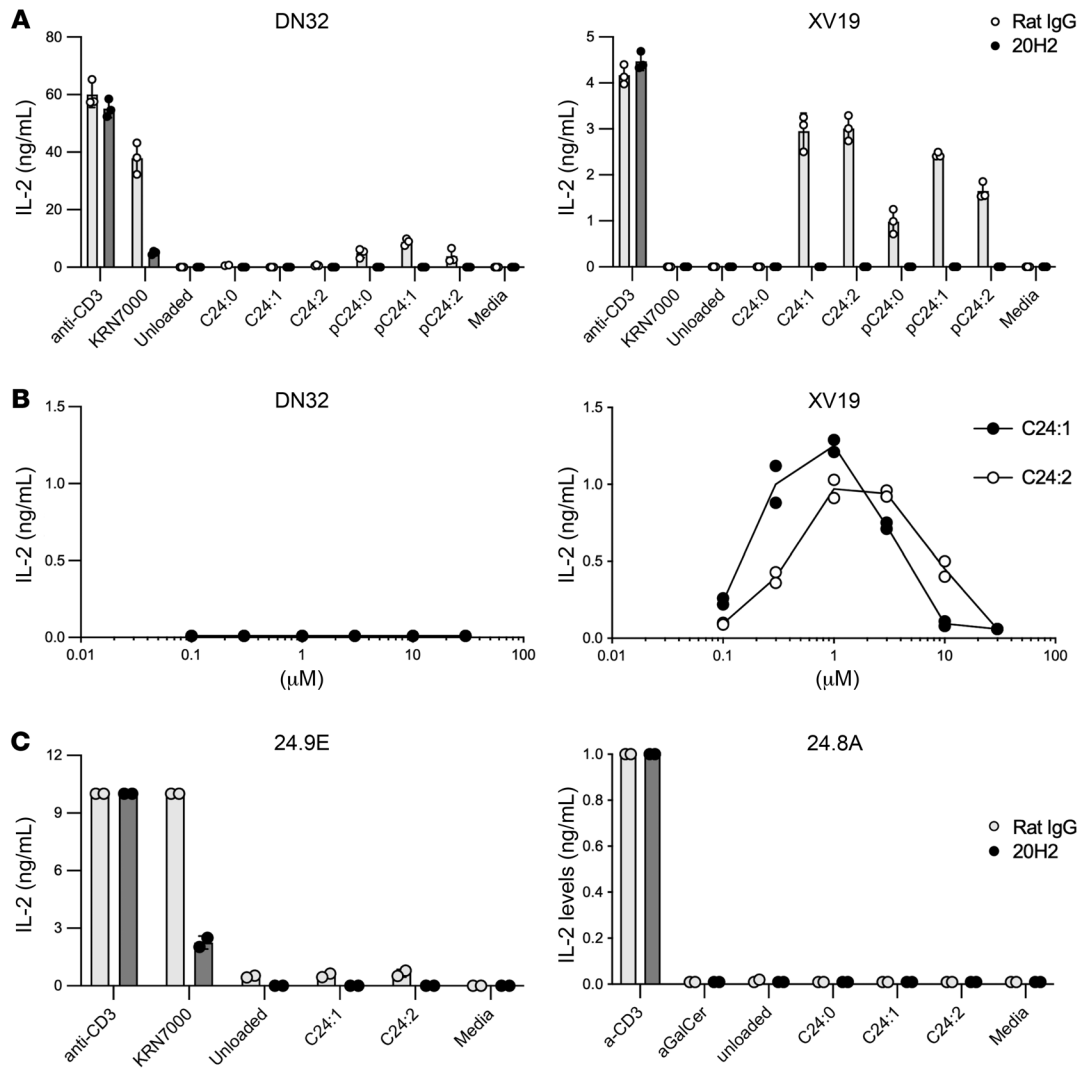 A
DN32
XV19
Rat IgG
20H2
IL-2 (ng/mL)
80
60
40
20
0
anti-CD3
KRN7000
Unloaded
C24:0
C24:1
C24:2
pC24:0
pC24:1
pC24:2
Media
IL-2 (ng/mL)
5
4
3
2
1
0
anti-CD3
KRN7000
Unloaded
C24:0
C24:1
C24:2
pC24:0
pC24:1
pC24:2
Media
B
DN32
XV19
C24:1
C24:2
IL-2 (ng/mL)
1.5
1.0
0.5
0.0
0.01
0.1
1
10
100
(μM)
IL-2 (ng/mL)
1.5
1.0
0.5
0.0
0.01
0.1
1
10
100
(μM)
C
24.9E
24.8A
Rat IgG
20H2
IL-2 (ng/mL)
12
9
6
3
0
anti-CD3
KRN7000
Unloaded
C24:1
C24:2
Media
IL-2 levels (ng/mL)
1.0
0.8
0.6
0.4
0.2
0.0
a-CD3
aGalCer
unloaded
C24:0
C24:1
C24:2
Media